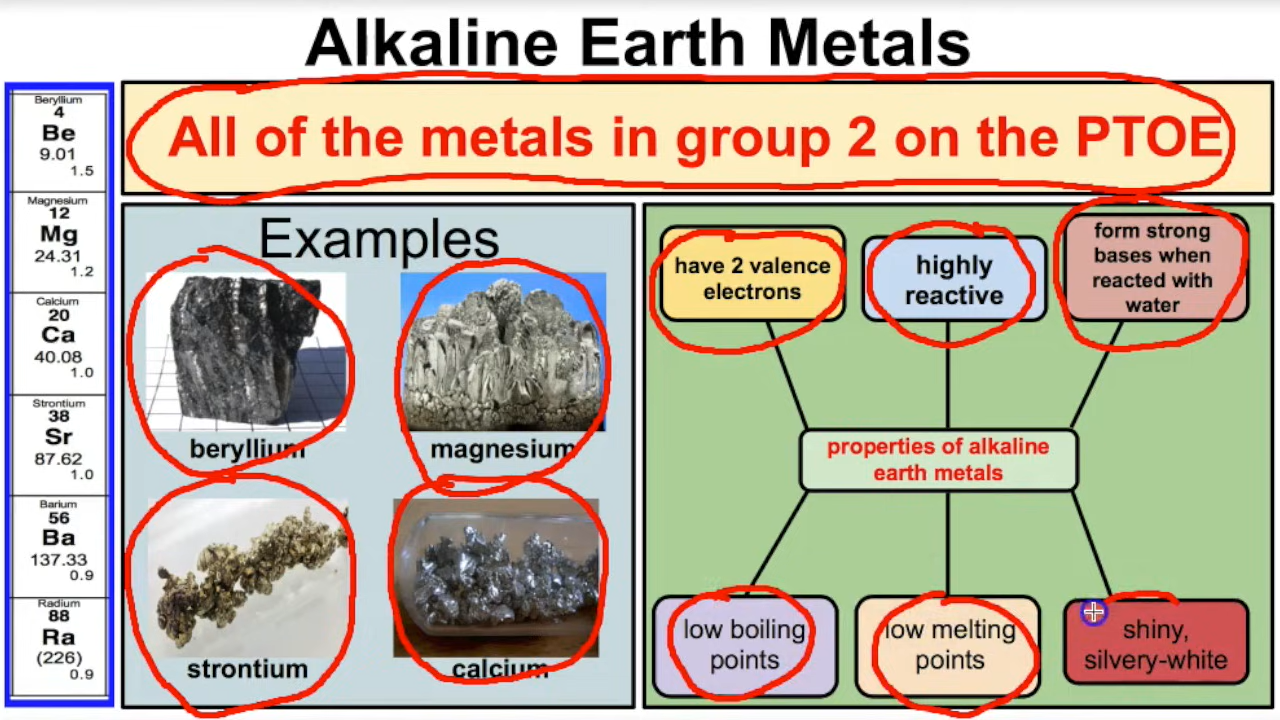 Alkaline Earth Metals
All of the metals in group 2 on the PTOE
Beryllium
4
Be
9.01
1.5
Magnesium
12
Mg
24.31
1.2
Calcium
20
Ca
40.08
1.0
Strontium
38
Sr
87.62
1.0
Barium
56
Ba
137.33
0.9
Radium
88
Ra
(226)
0.9
Examples
beryllium
magnesium
strontium
calcium
have 2 valence
electrons
highly
reactive
form strong
bases when
reacted with
water
properties of alkaline
earth metals
low boiling
points
low melting
points
shiny,
silvery-white